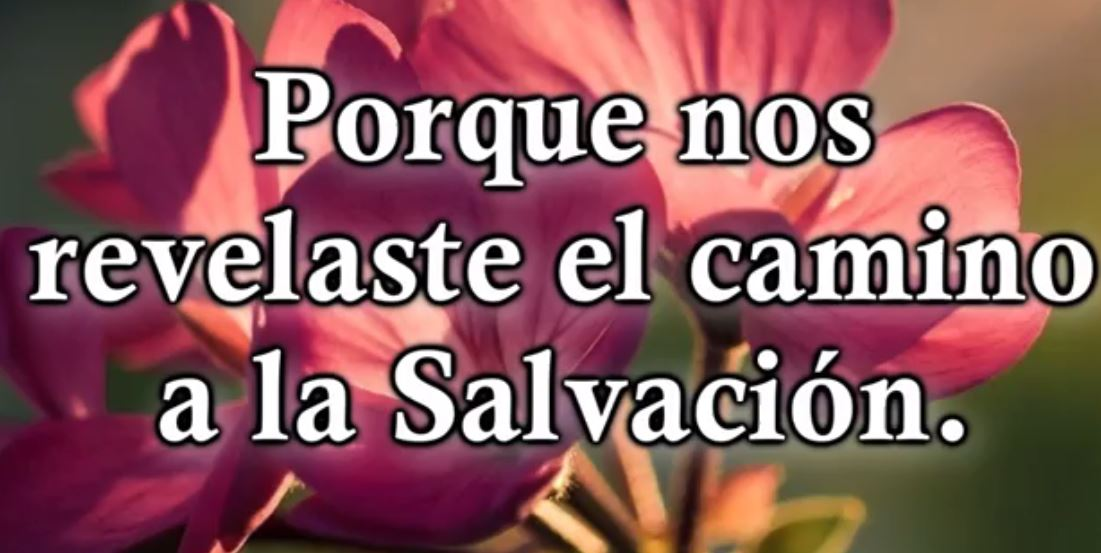 Porque nos
revelaste el camino
a la Salvación.